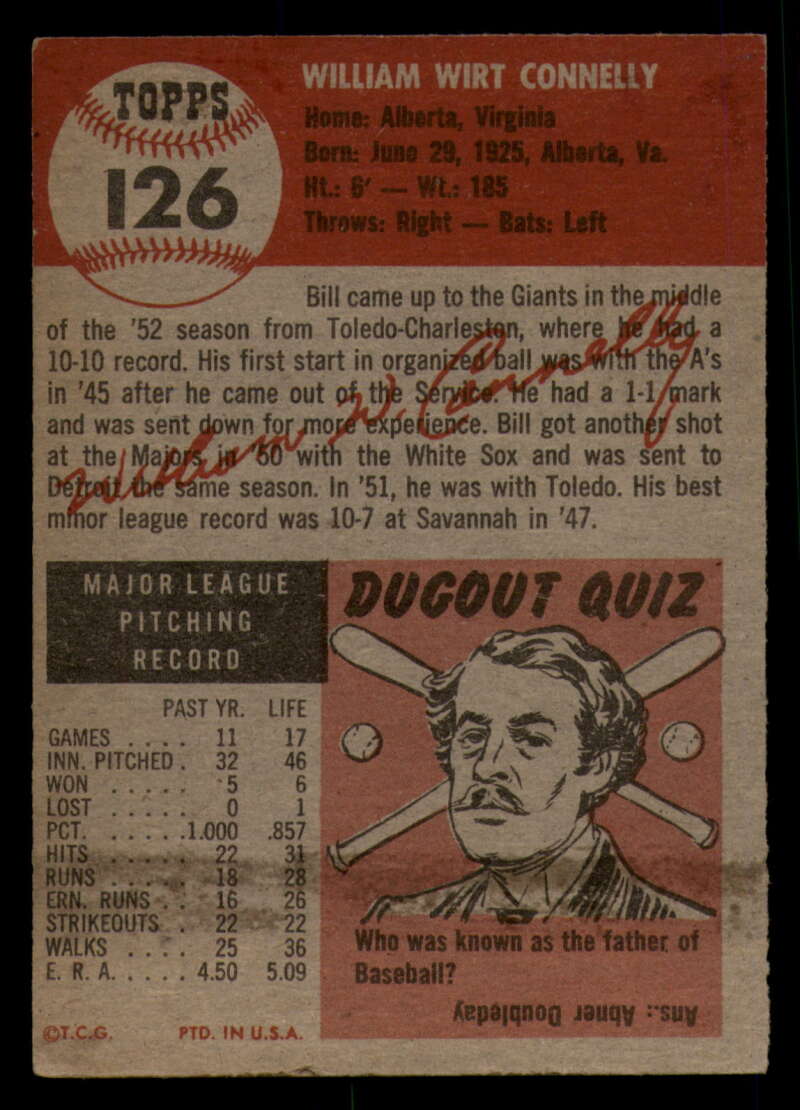 TOPPS
126
WILLIAM WIRT CONNELLY
Home: Alberta, Virginia
Born: June 29, 1925, Alberta, Va.
Ht.: 6' — Wt.: 185
Throws: Right — Bats: Left
Bill came up to the Giants in the middle
of the '52 season from Toledo-Charleston, where he had a
10-10 record. His first start in organized ball was with the A's
in '45 after he came out of the Service. He had a 1-1 mark
and was sent down for more experience. Bill got another shot
at the Majors in '50 with the White Sox and was sent to
Detroit the same season. In '51, he was with Toledo. His best
minor league record was 10-7 at Savannah in '47.
William W. Connelly
MAJOR LEAGUE
PITCHING
RECORD
PAST YR. LIFE
GAMES . . . . 11 17
INN. PITCHED . 32 46
WON . . . . . 5 6
LOST . . . . . 0 1
PCT. . . . . . 1.000 .857
HITS . . . . . 22 31
RUNS . . . . . 18 28
ERN. RUNS . . 16 26
STRIKEOUTS . 22 22
WALKS . . . . 25 36
E. R. A. . . . . 4.50 5.09
©T.C.G. PTD. IN U.S.A.
DUGOUT QUIZ
Who was known as the father of
Baseball?
Ans.: Abner Doubleday